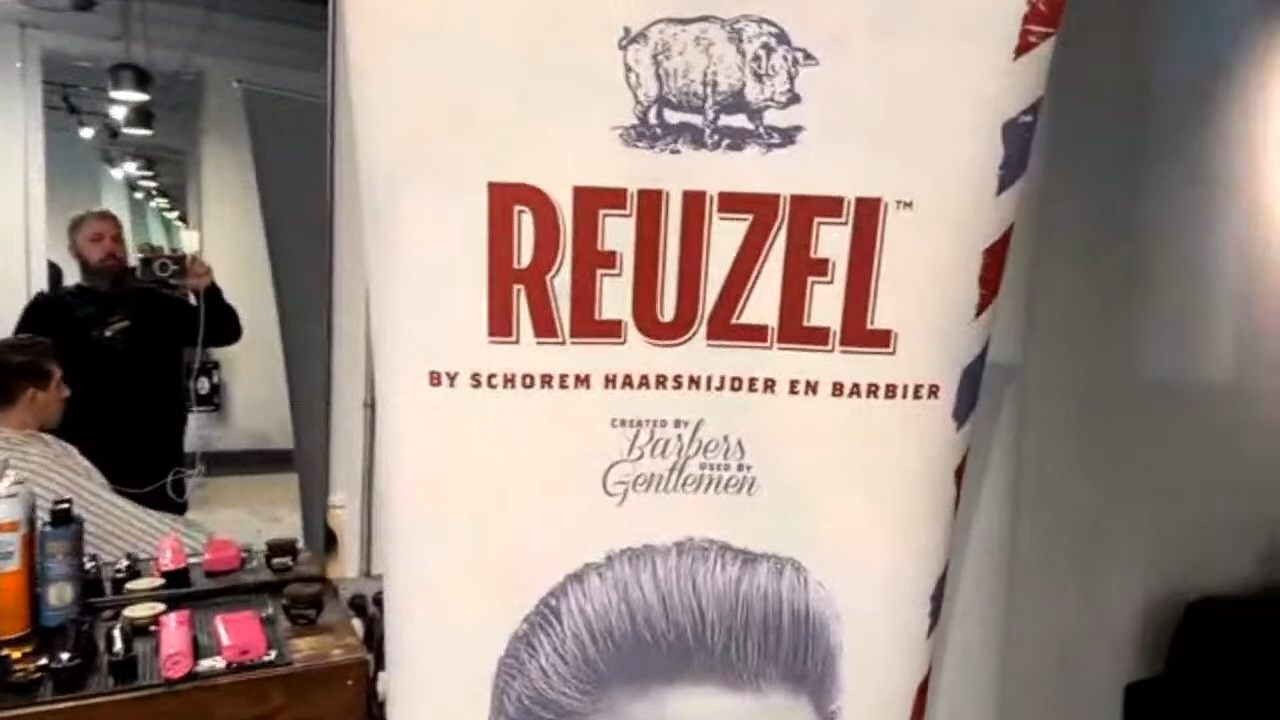 REUZEL™
BY SCHOREM HAARSNIJDER EN BARBIER
CREATED BY
Barbers
USED BY
Gentlemen